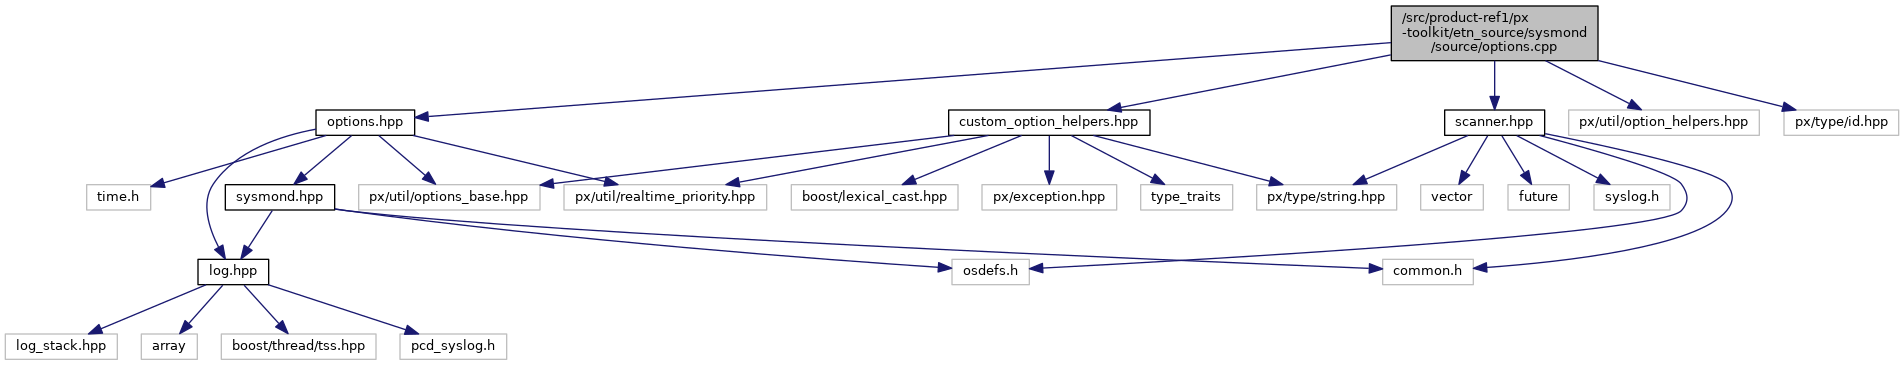 /src/product-ref1/px
-toolkit/etn_source/sysmond
/source/options.cpp
options.hpp
custom_option_helpers.hpp
scanner.hpp
px/util/option_helpers.hpp
px/type/id.hpp
time.h
sysmond.hpp
px/util/options_base.hpp
px/util/realtime_priority.hpp
boost/lexical_cast.hpp
px/exception.hpp
type_traits
px/type/string.hpp
vector
future
syslog.h
log.hpp
osdefs.h
common.h
log_stack.hpp
array
boost/thread/tss.hpp
pcd_syslog.h